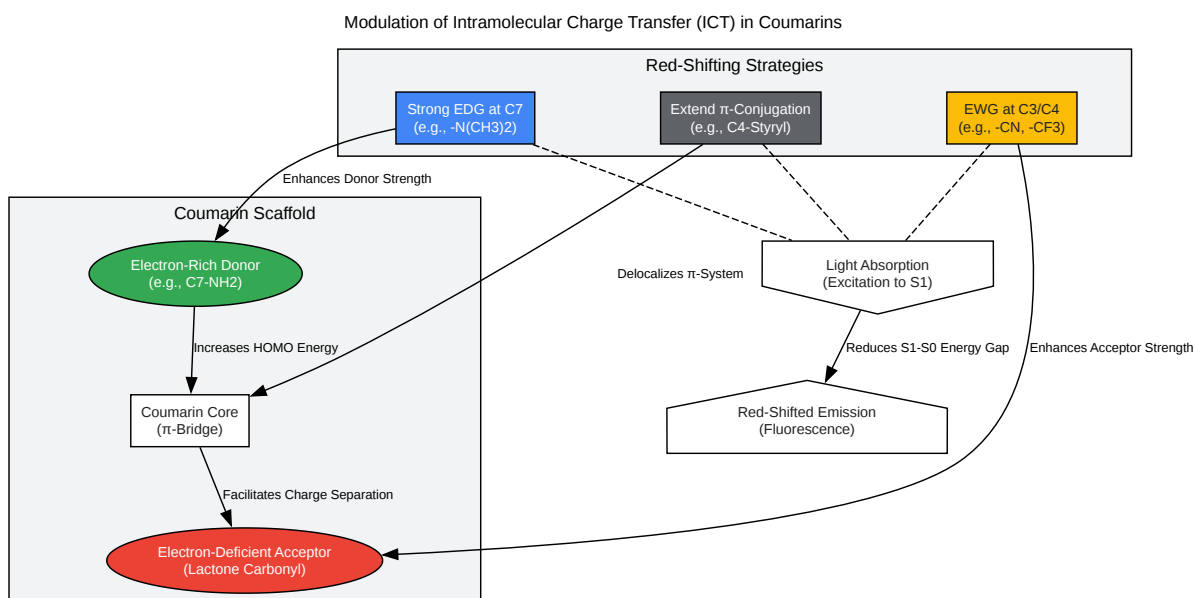 Modulation of Intramolecular Charge Transfer (ICT) in Coumarins
Red-Shifting Strategies
Strong EDG at C7
(e.g., -N(CH3)2)
Extend π-Conjugation
(e.g., C4-Styryl)
EWG at C3/C4
(e.g., -CN, -CF3)
Enhances Donor Strength
Coumarin Scaffold
Electron-Rich Donor
(e.g., C7-NH2)
Delocalizes π-System
Light Absorption
(Excitation to S1)
Increases HOMO Energy
Reduces S1-S0 Energy Gap
Enhances Acceptor Strength
Coumarin Core
(π-Bridge)
Red-Shifted Emission
(Fluorescence)
Facilitates Charge Separation
Electron-Deficient Acceptor
(Lactone Carbonyl)